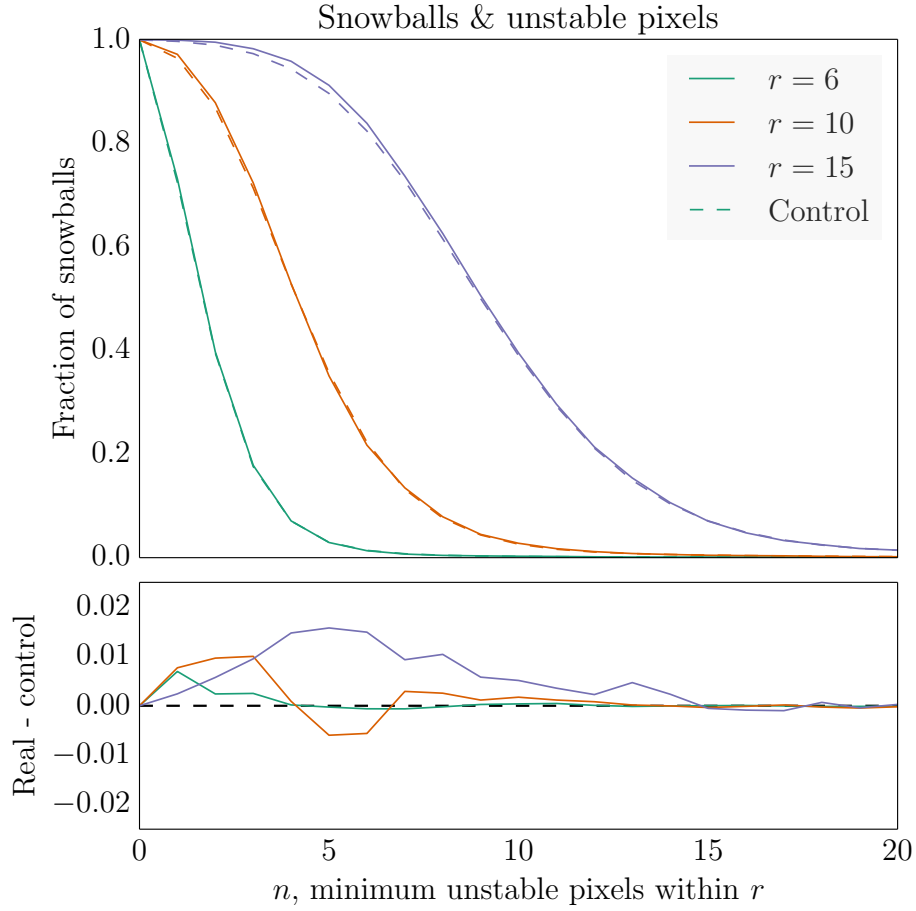 Snowballs & unstable pixels
Fraction of snowballs
1.0
0.8
0.6
0.4
0.2
0.0
r = 6
r = 10
r = 15
Control
Real - control
0.02
0.01
0.00
−0.01
−0.02
0 5 10 15 20
n, minimum unstable pixels within r